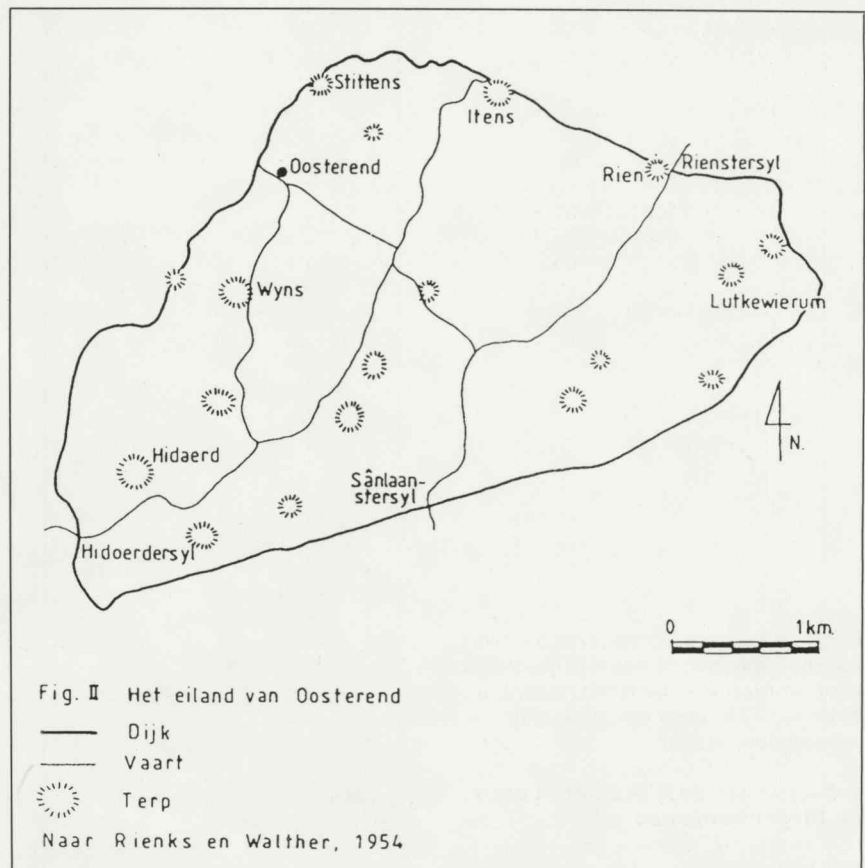 Stittens
Itens
Oosterend
Rien
Rienstersyl
Wyns
Lutkewierum
N.
Hidaerd
Sânlaan-
stersyl
Hidoerdersyl
0 1km.
Fig. II Het eiland van Oosterend
Dijk
Vaart
Terp
Naar Rienks en Walther, 1954